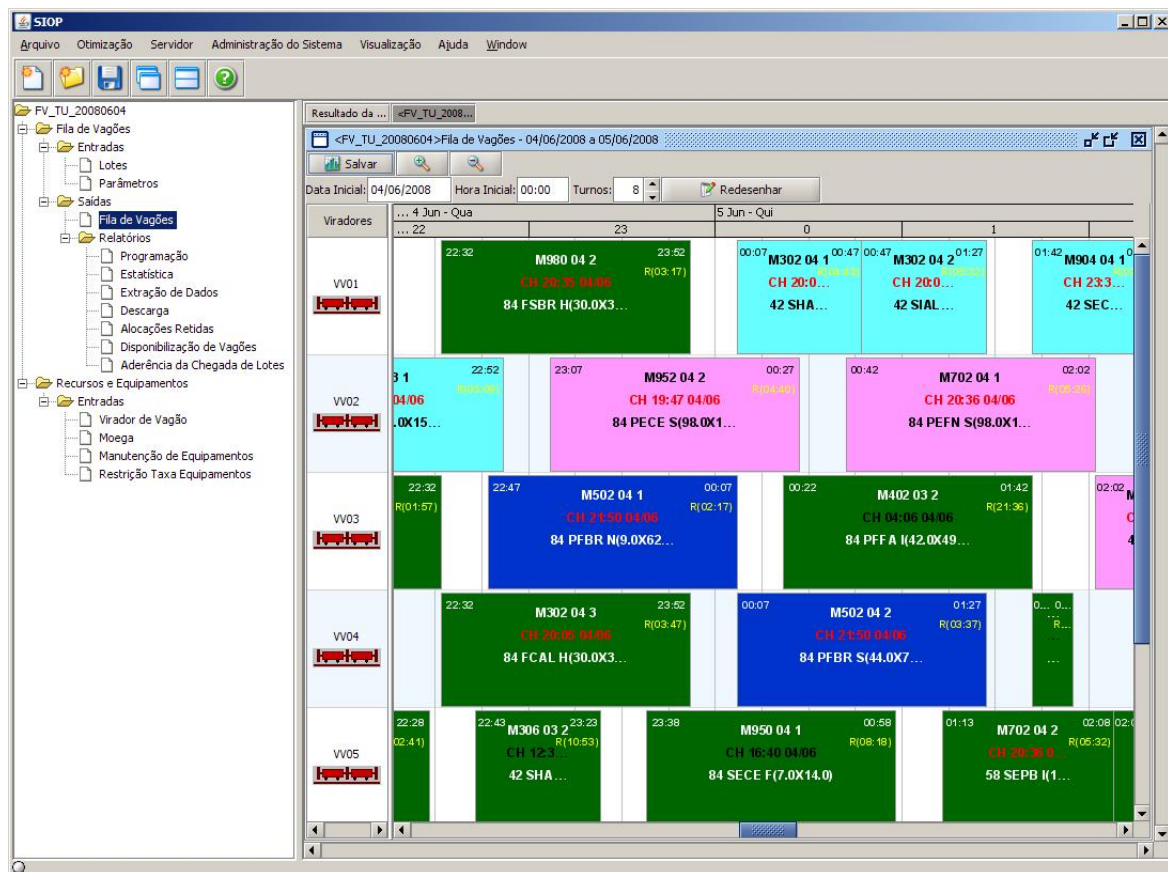 SIOP
Arquivo Otimização Servidor Administração do Sistema Visualização Ajuda Window
FV_TU_20080604
Fila de Vagões
Entradas
Lotes
Parâmetros
Saídas
Fila de Vagões
Relatórios
Programação
Estatística
Extração de Dados
Descarga
Alocações Retidas
Disponibilização de Vagões
Aderência da Chegada de Lotes
Recursos e Equipamentos
Entradas
Virador de Vagão
Moega
Manutenção de Equipamentos
Restrição Taxa Equipamentos
Resultado da ... <FV_TU_2008...
<FV_TU_20080604>Fila de Vagões - 04/06/2008 a 05/06/2008
Salvar
Data Inicial: 04/06/2008 Hora Inicial: 00:00 Turnos: 8 Redesenhar
Viradores
... 4 Jun - Qua 5 Jun - Qui
... 22 23 0 1
VV01
22:32 23:52
M980 04 2
R(03:17)
CH 20:35 04/06
84 FSBR H(30.0X3...
00:07 M302 04 1 00:47
CH 20:0...
42 SHA...
00:47 M302 04 2 01:27
CH 20:0...
42 SIAL...
01:42 M904 04 1
CH 23:3...
42 SEC...
VV02
3 1 22:52
04/06
.0X15...
23:07 00:27
M952 04 2
R(04:40)
CH 19:47 04/06
84 PECE S(98.0X1...
00:42 02:02
M702 04 1
R(05:26)
CH 20:36 04/06
84 PEFN S(98.0X1...
VV03
22:32
R(01:57)
22:47 00:07
M502 04 1
R(02:17)
CH 21:50 04/06
84 PFBR N(9.0X62...
00:22 01:42
M402 03 2
R(21:36)
CH 04:06 04/06
84 PFFA I(42.0X49...
02:02
VV04
22:32 23:52
M302 04 3
R(03:47)
CH 20:05 04/06
84 FCAL H(30.0X3...
00:07 01:27
M502 04 2
R(03:37)
CH 21:50 04/06
84 PFBR S(44.0X7...
0... 0...
...
R...
...
...
VV05
22:28
02:41)
22:43 M306 03 2 23:23
R(10:53)
CH 12:3...
42 SHA...
23:38 00:58
M950 04 1
R(08:18)
CH 16:40 04/06
84 SECE F(7.0X14.0)
01:13 02:08
M702 04 2
R(05:32)
CH 20:36 0...
58 SEPB I(1...